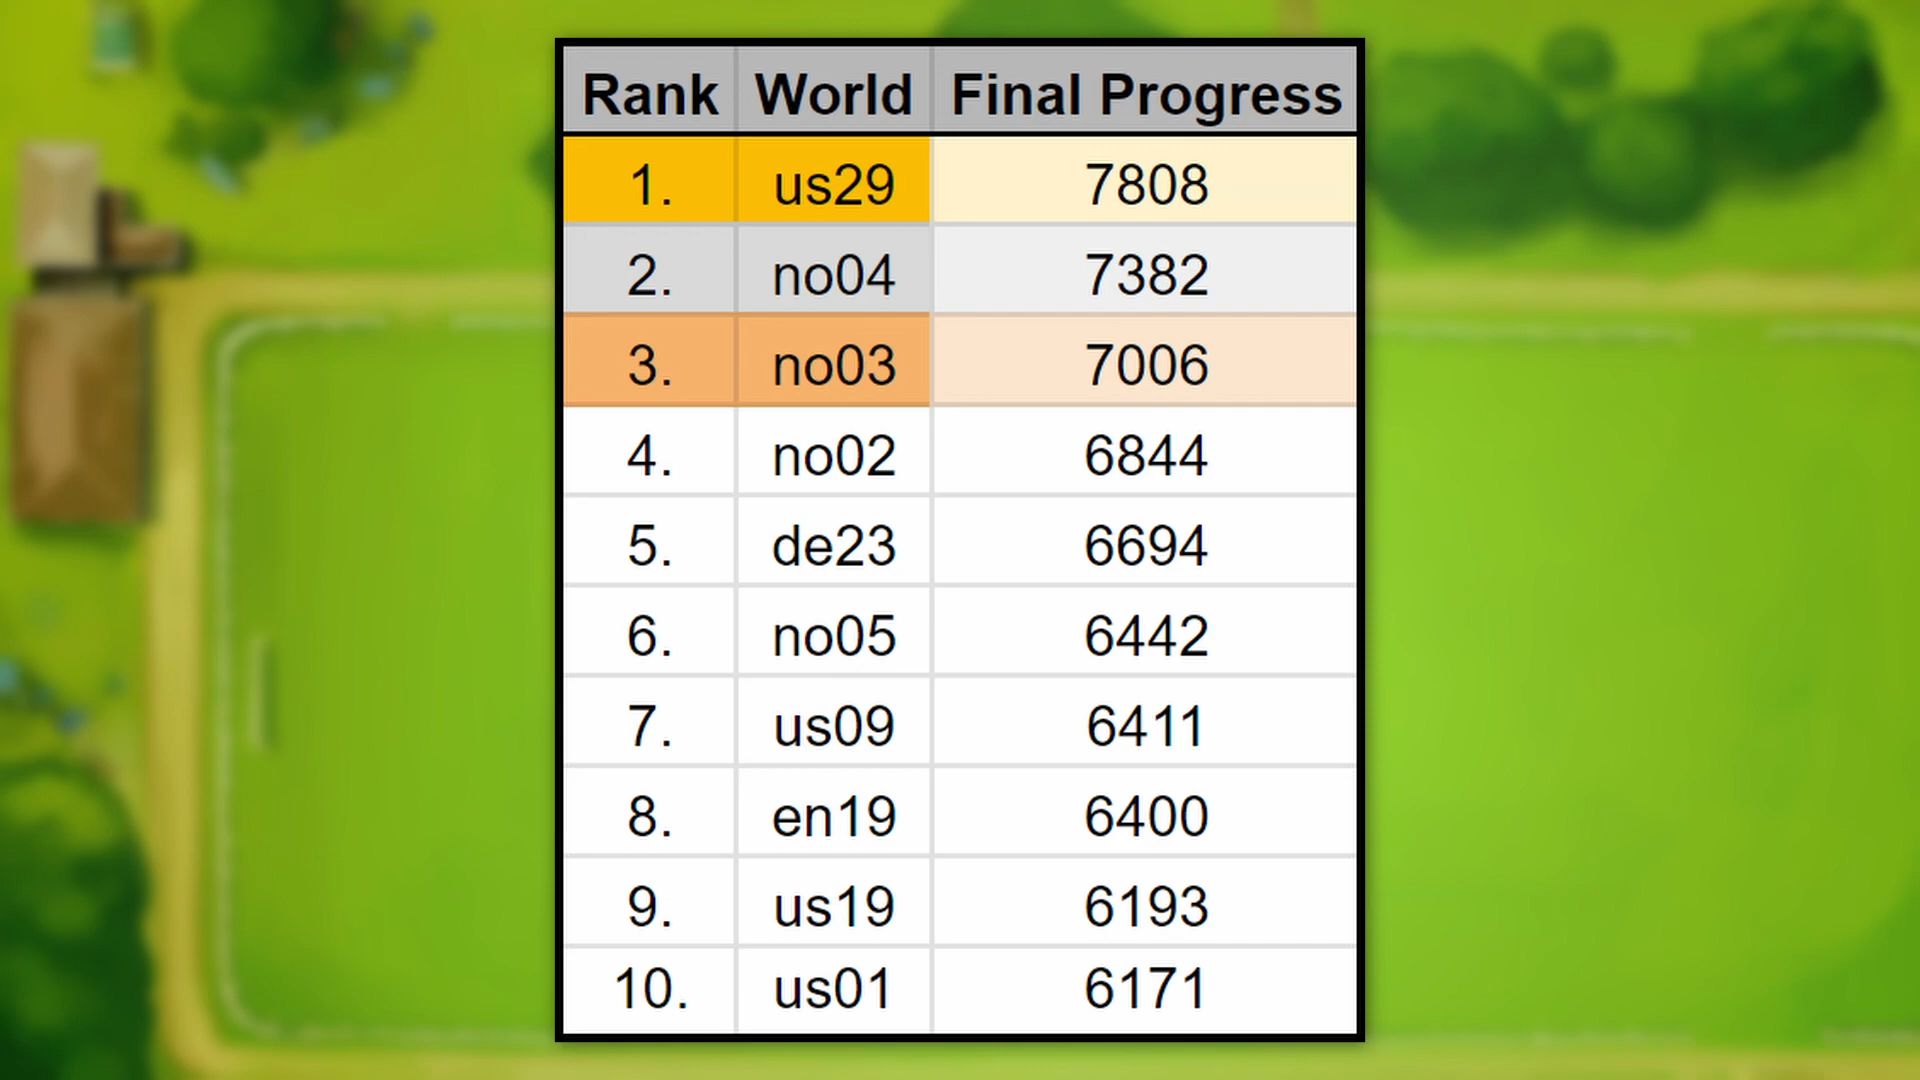 Rank World Final Progress
1. us29 7808
2. no04 7382
3. no03 7006
4. no02 6844
5. de23 6694
6. no05 6442
7. us09 6411
8. en19 6400
9. us19 6193
10. us01 6171